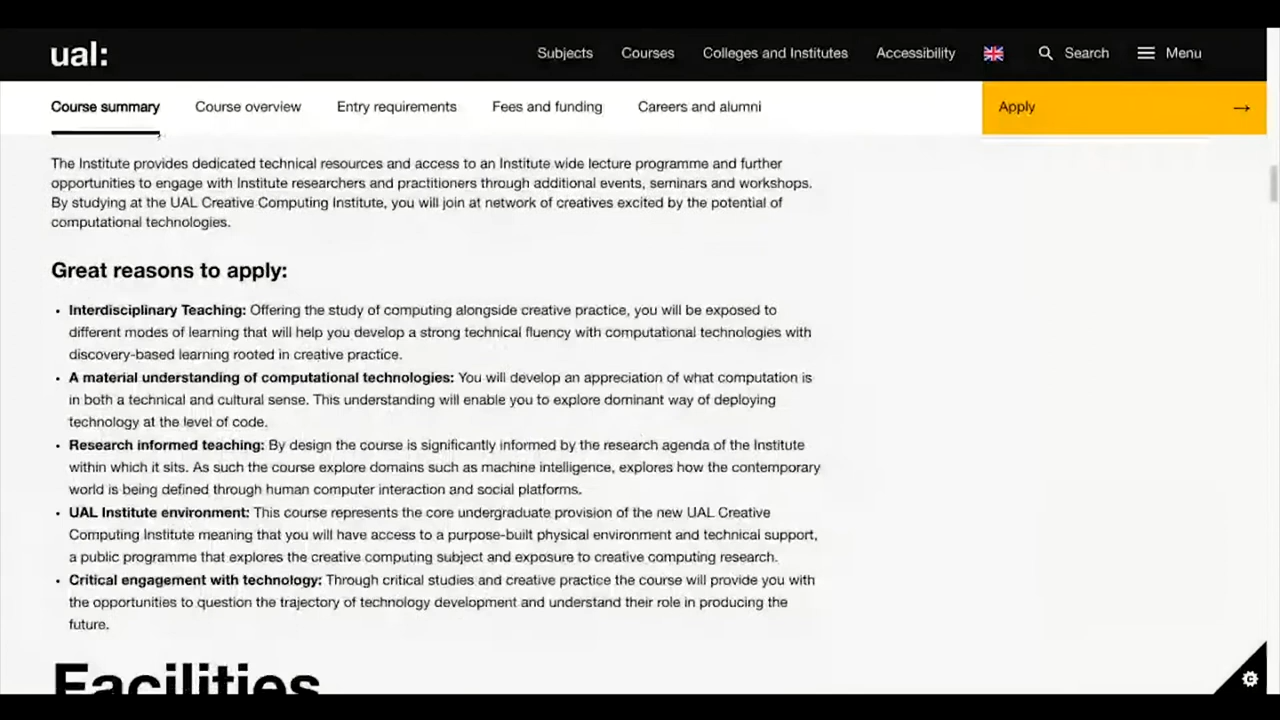 ual:
Subjects Courses Colleges and Institutes Accessibility Search Menu
Course summary Course overview Entry requirements Fees and funding Careers and alumni Apply →
The Institute provides dedicated technical resources and access to an Institute wide lecture programme and further
opportunities to engage with Institute researchers and practitioners through additional events, seminars and workshops.
By studying at the UAL Creative Computing Institute, you will join at network of creatives excited by the potential of
computational technologies.
Great reasons to apply:
• Interdisciplinary Teaching: Offering the study of computing alongside creative practice, you will be exposed to
different modes of learning that will help you develop a strong technical fluency with computational technologies with
discovery-based learning rooted in creative practice.
• A material understanding of computational technologies: You will develop an appreciation of what computation is
in both a technical and cultural sense. This understanding will enable you to explore dominant way of deploying
technology at the level of code.
• Research informed teaching: By design the course is significantly informed by the research agenda of the Institute
within which it sits. As such the course explore domains such as machine intelligence, explores how the contemporary
world is being defined through human computer interaction and social platforms.
• UAL Institute environment: This course represents the core undergraduate provision of the new UAL Creative
Computing Institute meaning that you will have access to a purpose-built physical environment and technical support,
a public programme that explores the creative computing subject and exposure to creative computing research.
• Critical engagement with technology: Through critical studies and creative practice the course will provide you with
the opportunities to question the trajectory of technology development and understand their role in producing the
future.
Facilities